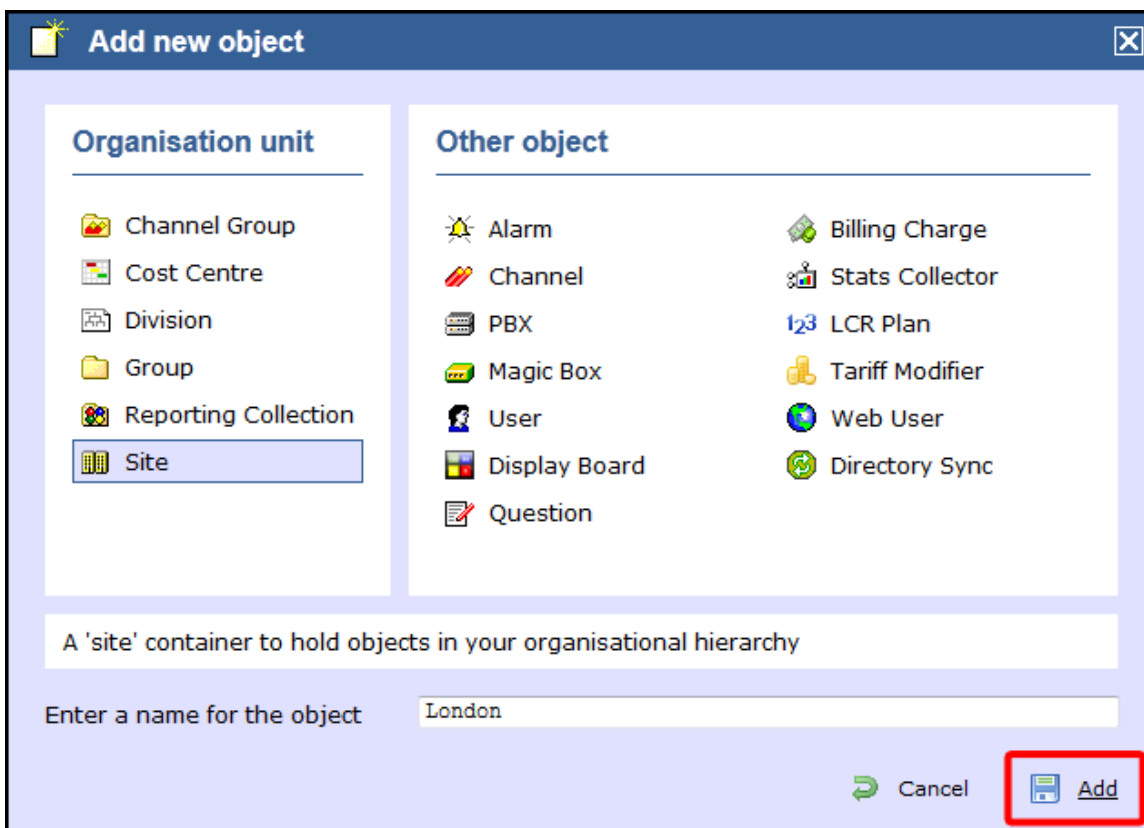 Add new object
Organisation unit
Channel Group
Cost Centre
Division
Group
Reporting Collection
Site
Other object
Alarm
Channel
PBX
Magic Box
User
Display Board
Question
Billing Charge
Stats Collector
123 LCR Plan
Tariff Modifier
Web User
Directory Sync
A 'site' container to hold objects in your organisational hierarchy
Enter a name for the object London
Cancel Add